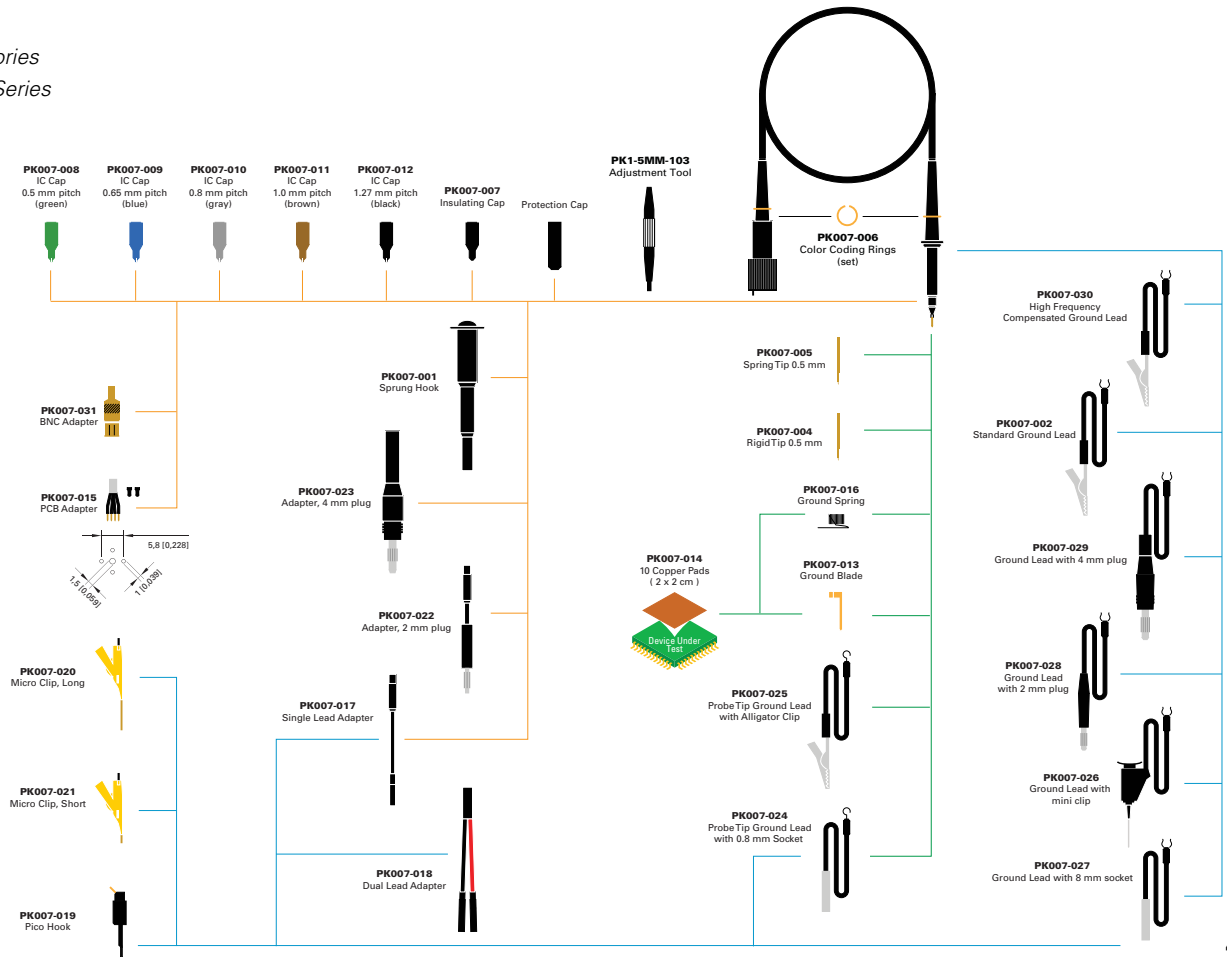 ories
Series
PK007-008
IC Cap
0.5 mm pitch
(green)
PK007-009
IC Cap
0.65 mm pitch
(blue)
PK007-010
IC Cap
0.8 mm pitch
(gray)
PK007-011
IC Cap
1.0 mm pitch
(brown)
PK007-012
IC Cap
1.27 mm pitch
(black)
PK007-007
Insulating Cap
Protection Cap
PK1-5MM-103
Adjustment Tool
PK007-006
Color Coding Rings
(set)
PK007-030
High Frequency
Compensated Ground Lead
PK007-005
Spring Tip 0.5 mm
PK007-001
Sprung Hook
PK007-031
BNC Adapter
PK007-004
Rigid Tip 0.5 mm
PK007-002
Standard Ground Lead
PK007-023
Adapter, 4 mm plug
PK007-015
PCB Adapter
5,8 [0,228]
1,5 [0,059]
1 [0,039]
PK007-016
Ground Spring
PK007-014
10 Copper Pads
( 2 x 2 cm )
Device Under
Test
PK007-013
Ground Blade
PK007-029
Ground Lead with 4 mm plug
PK007-022
Adapter, 2 mm plug
PK007-020
Micro Clip, Long
PK007-017
Single Lead Adapter
PK007-025
Probe Tip Ground Lead
with Alligator Clip
PK007-028
Ground Lead
with 2 mm plug
PK007-021
Micro Clip, Short
PK007-026
Ground Lead with
mini clip
PK007-024
Probe Tip Ground Lead
with 0.8 mm Socket
PK007-018
Dual Lead Adapter
PK007-027
Ground Lead with 8 mm socket
PK007-019
Pico Hook